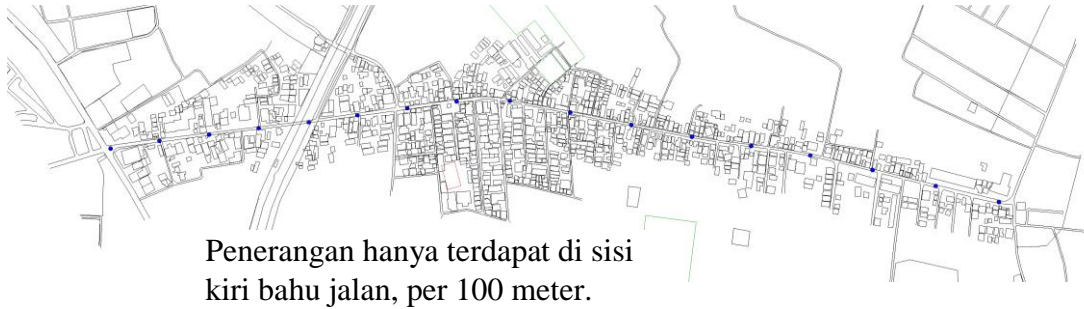 Penerangan hanya terdapat di sisi
kiri bahu jalan, per 100 meter.